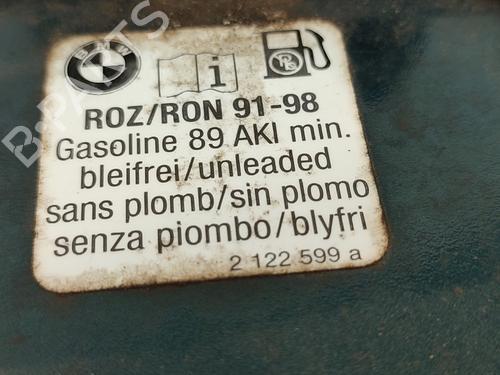 BMW
i
ROZ/RON 91-98
Gasoline 89 AKI min.
bleifrei/unleaded
sans plomb/sin plomo
senza piombo/blyfri
2 122 599 a